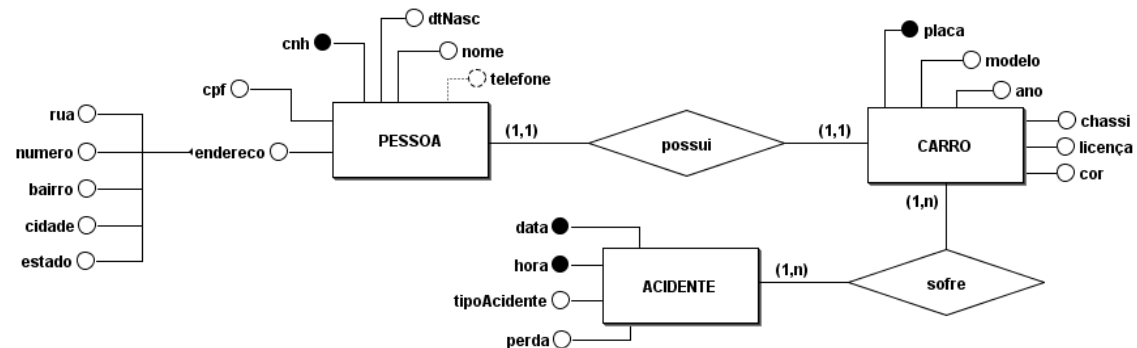 dtNasc
cnh
nome
telefone
cpf
rua
numero
bairro
cidade
estado
endereco
PESSOA
(1,1)
possui
(1,1)
placa
modelo
ano
chassi
licença
cor
CARRO
(1,n)
sofre
(1,n)
data
hora
tipoAcidente
perda
ACIDENTE